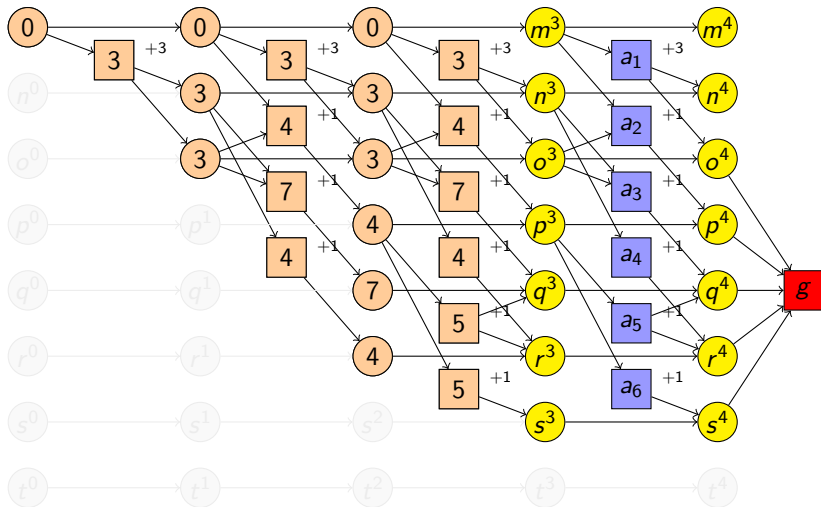 0 0 0 m³ m⁴
3 +3 3 +3 3 +3 a₁ +3
n⁰ 3 3 n³ n⁴
4 +1 4 +1 a₂ +1
o⁰ 3 3 o³ o⁴
7 +1 7 +1 a₃ +1
p⁰ p¹ 4 p³ p⁴
4 +1 4 +1 a₄ +1
q⁰ q¹ 7 q³ q⁴ g
5 +1 a₅ +1
r⁰ r¹ 4 r³ r⁴
5 +1 a₆ +1
s⁰ s¹ s² s³ s⁴
t⁰ t¹ t² t³ t⁴